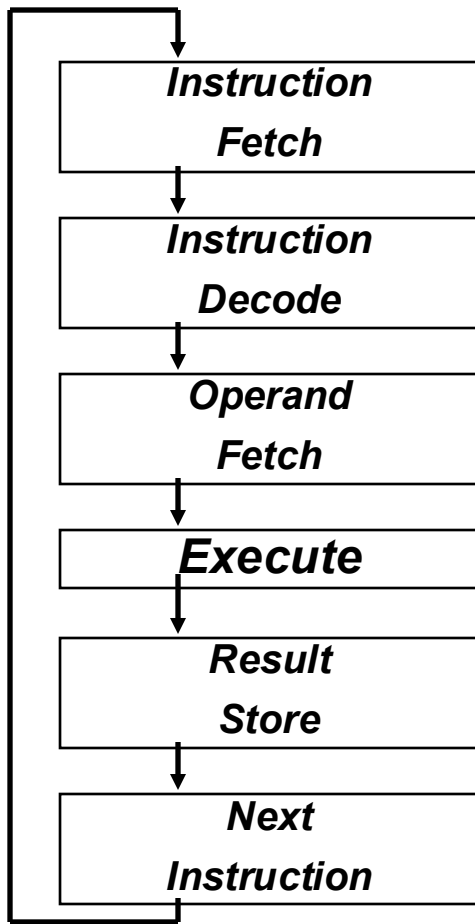 Instruction
Fetch
Instruction
Decode
Operand
Fetch
Execute
Result
Store
Next
Instruction